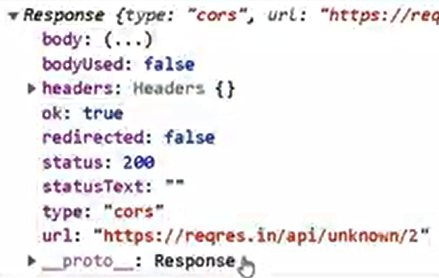 ▼Response {type: "cors", url: "https://req
body: (...)
bodyUsed: false
▶headers: Headers {}
ok: true
redirected: false
status: 200
statusText: ""
type: "cors"
url: "https://reqres.in/api/unknown/2"
▶__proto__: Response